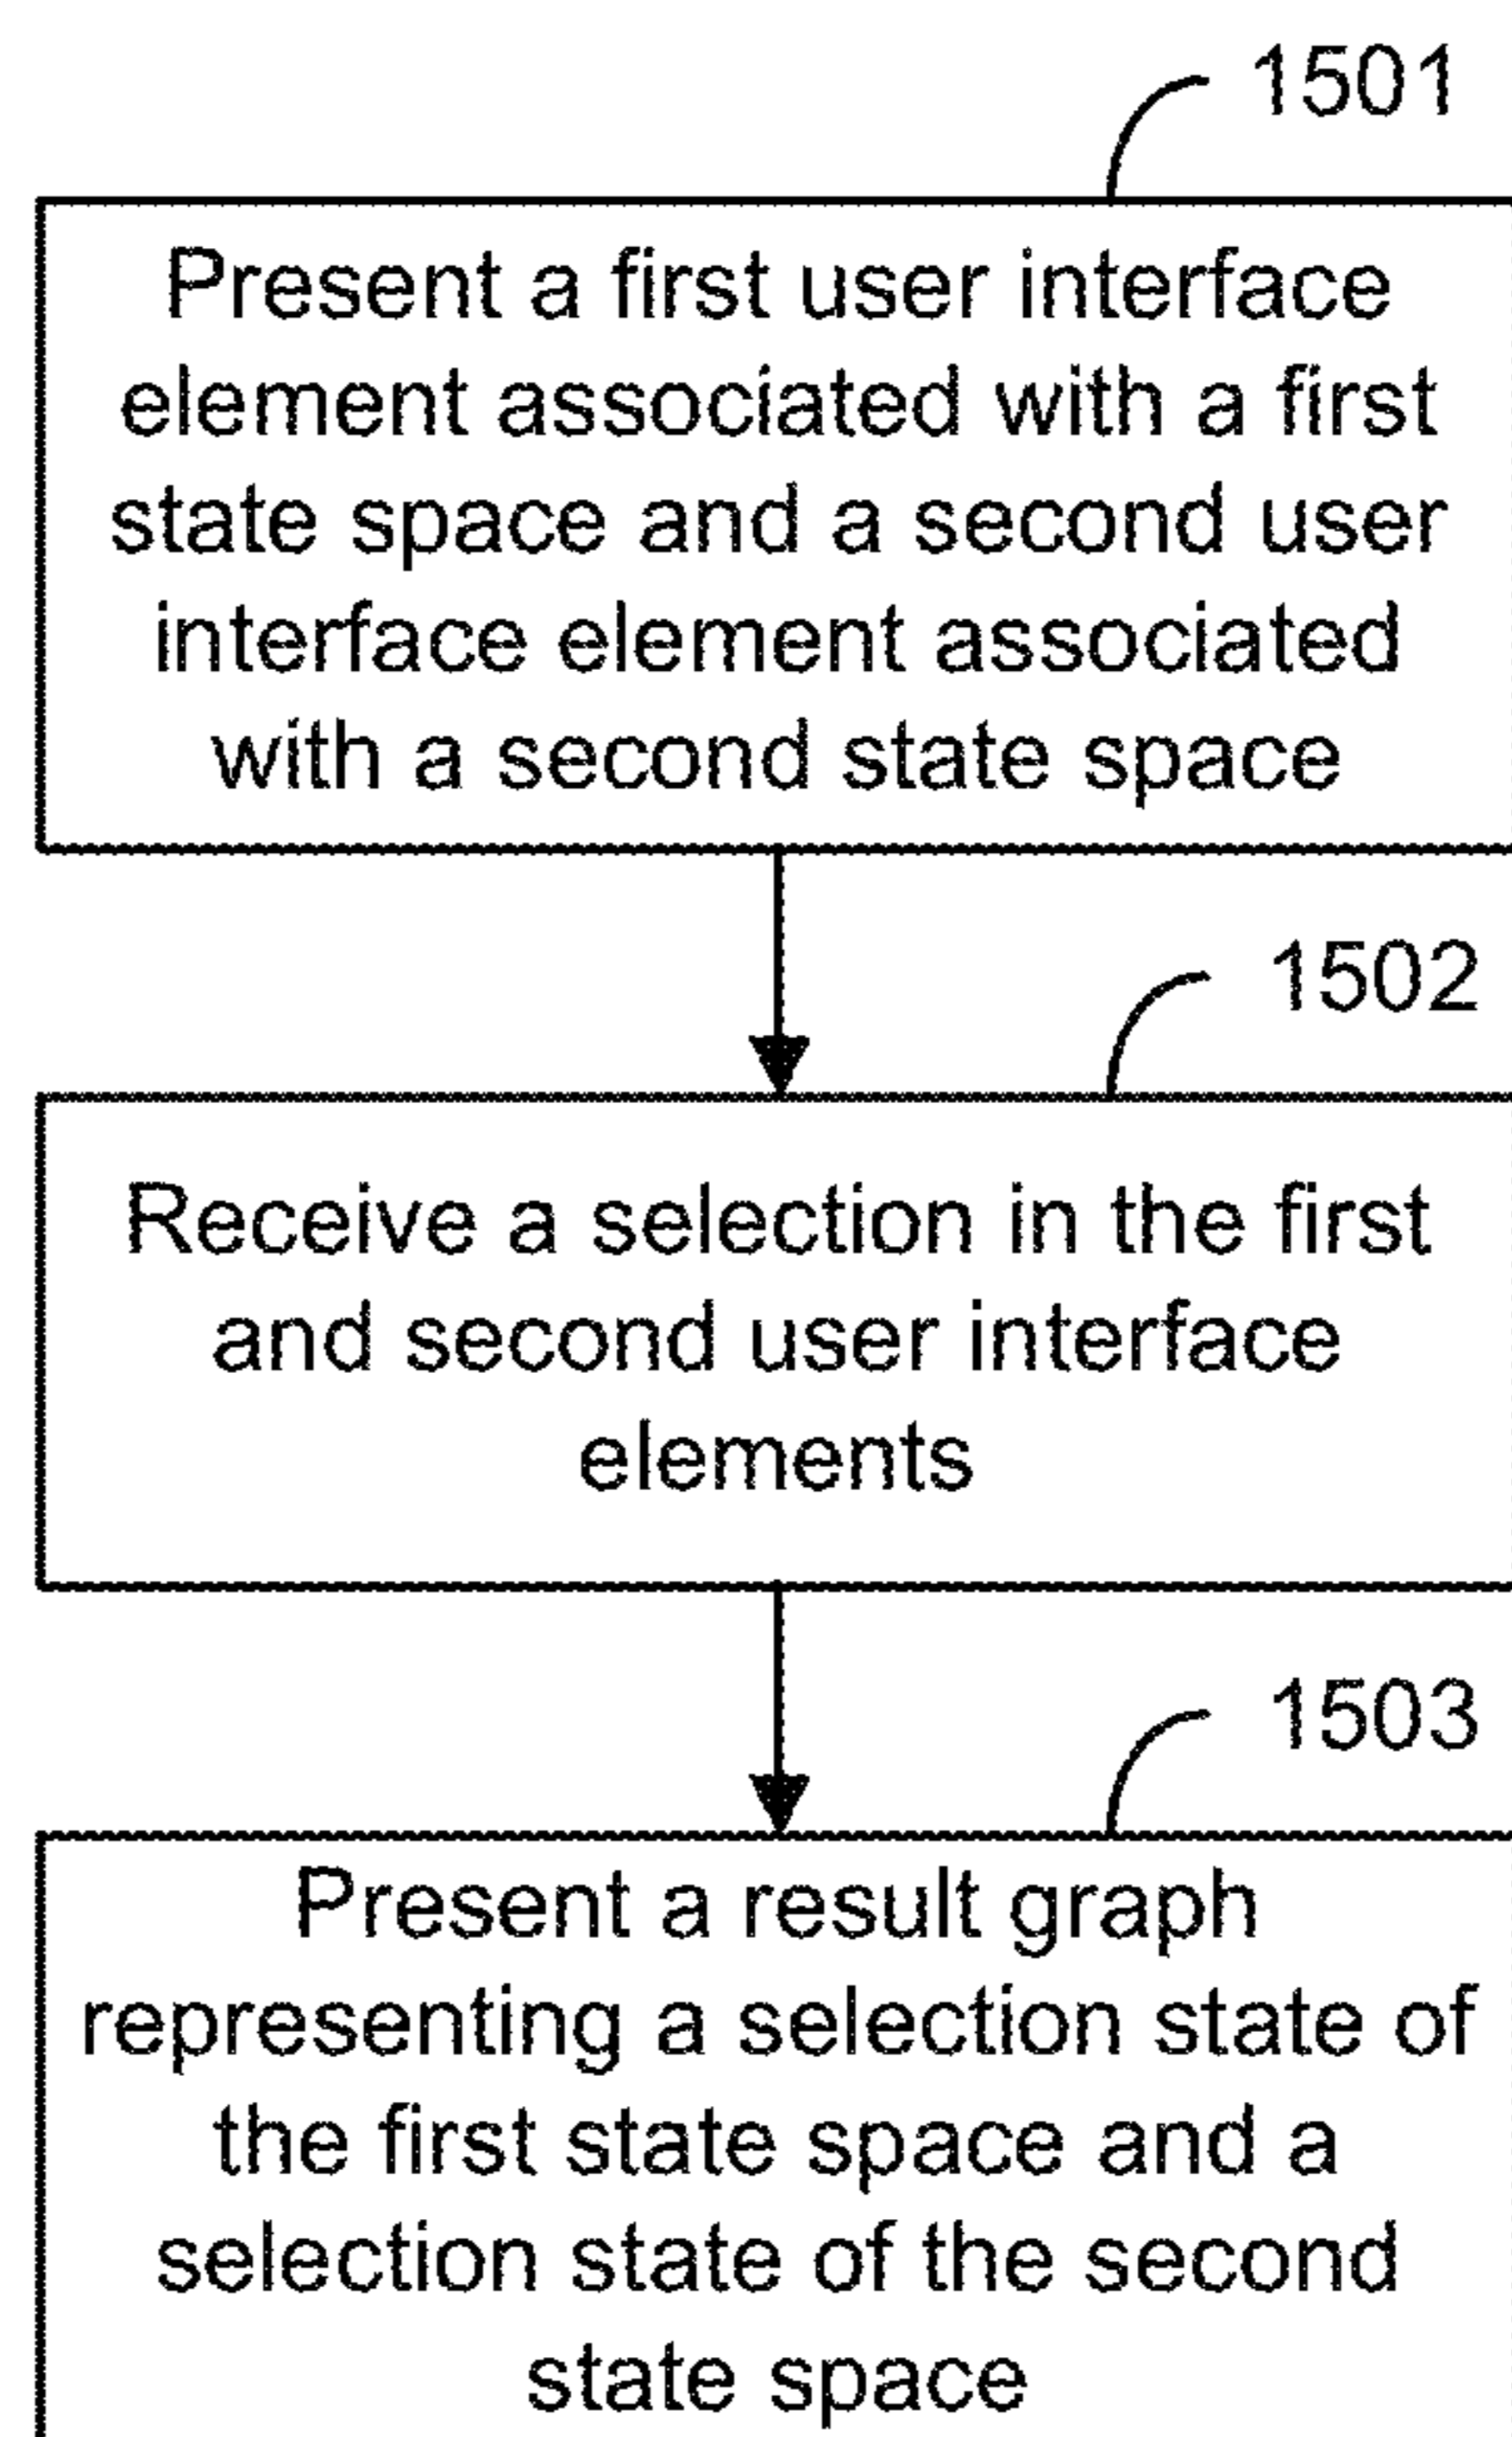 1501
Present a first user interface
element associated with a first
state space and a second user
interface element associated
with a second state space
1502
Receive a selection in the first
and second user interface
elements
1503
Present a result graph
representing a selection state of
the first state space and a
selection state of the second
state space